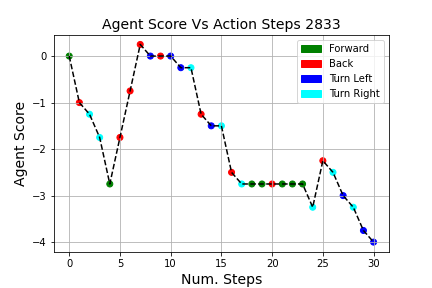 Agent Score Vs Action Steps 2833
Forward
Back
Turn Left
Turn Right
Agent Score
0
−1
−2
−3
−4
0 5 10 15 20 25 30
Num. Steps